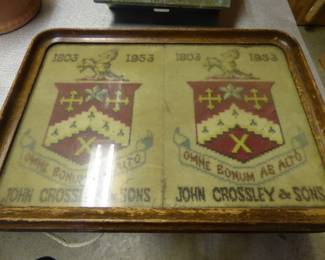 1803 1953
OMNE BONUM AB ALTO
JOHN CROSSLEY & SONS
1803 1953
OMNE BONUM AB ALTO
JOHN CROSSLEY & SONS